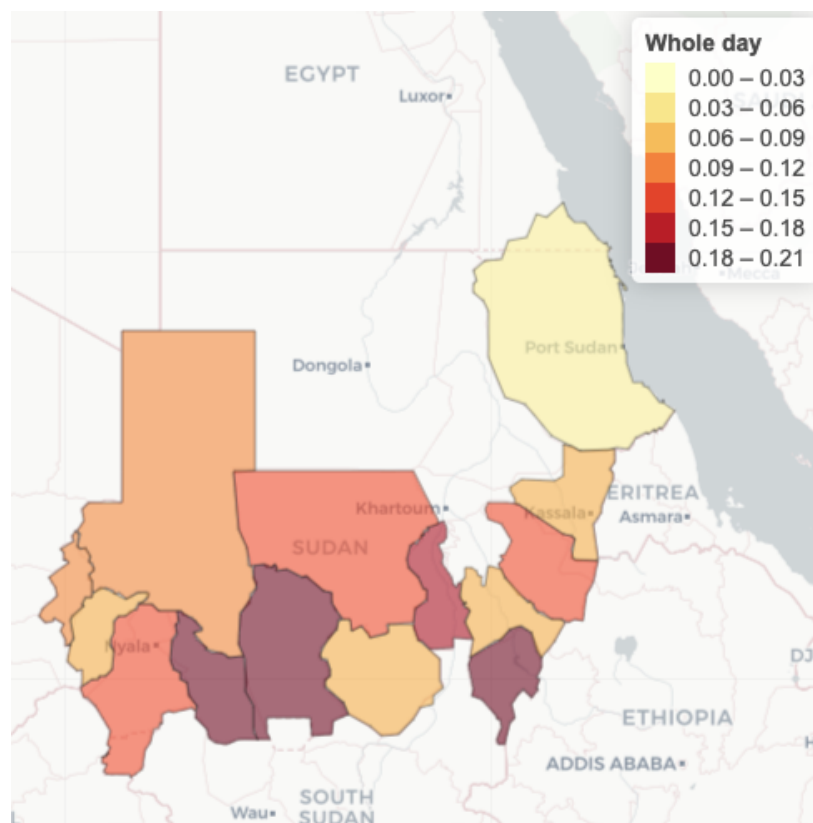 Whole day
0.00 – 0.03
0.03 – 0.06
0.06 – 0.09
0.09 – 0.12
0.12 – 0.15
0.15 – 0.18
0.18 – 0.21
EGYPT
Luxor
Mecca
Port Sudan
Dongola
Khartoum
Kassala
ERITREA
Asmara
SUDAN
Nyala
DJ
ETHIOPIA
H
ADDIS ABABA
SOUTH
SUDAN
Wau